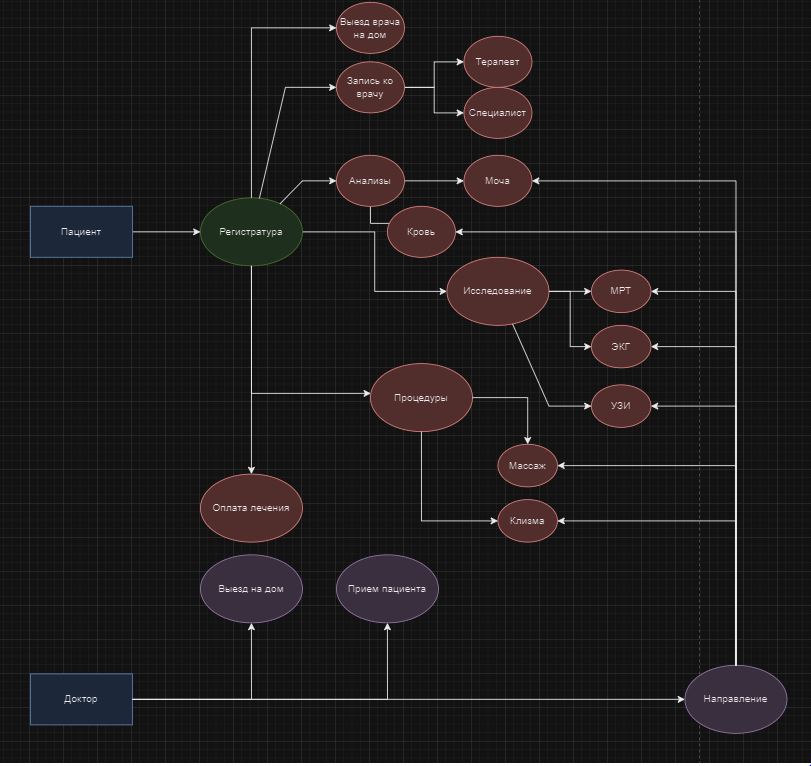 Выезд врача
на дом
Терапевт
Запись ко
врачу
Специалист
Анализы
Моча
Пациент
Регистратура
Кровь
Исследование
МРТ
ЭКГ
Процедуры
УЗИ
Массаж
Оплата лечения
Клизма
Выезд на дом
Прием пациента
Доктор
Направление